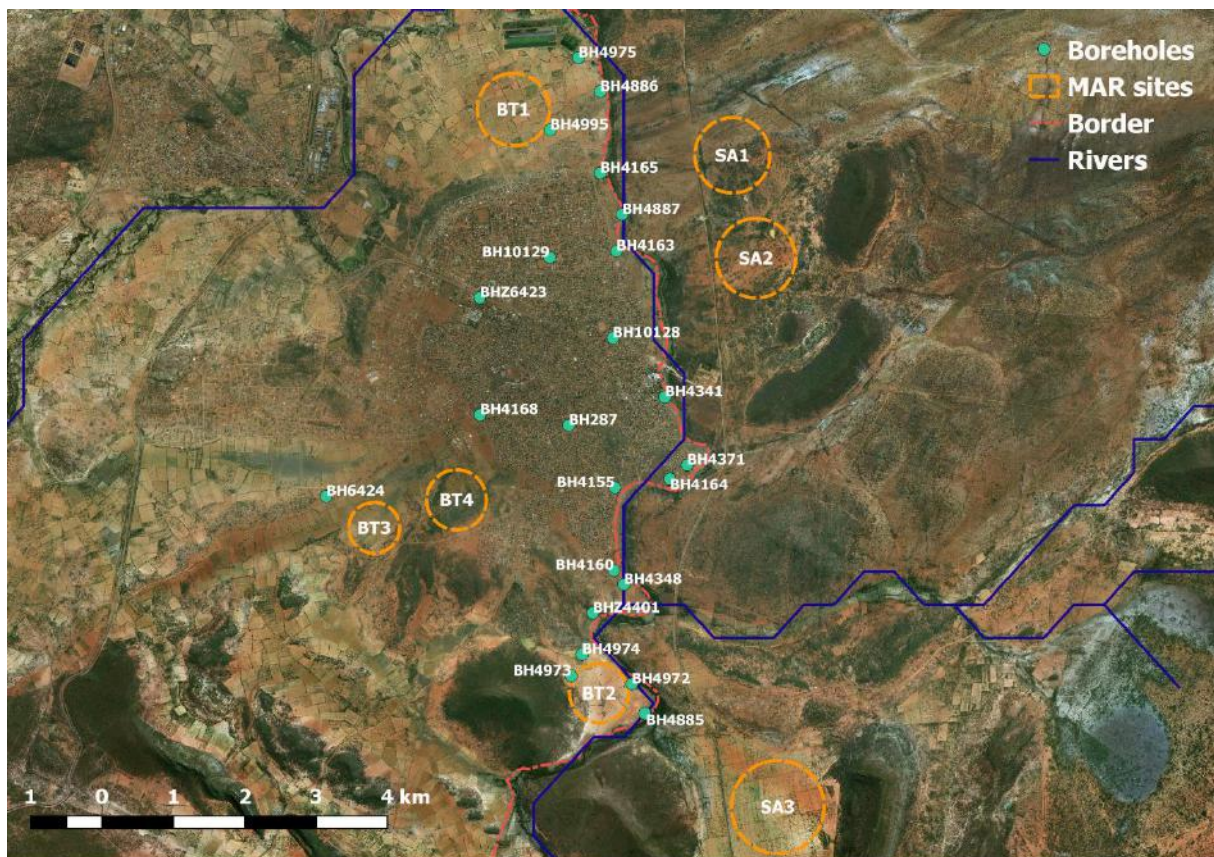 BH4975
Boreholes
BH4886
MAR sites
BT1
BH4995
Border
SA1
Rivers
BH4165
BH4887
BH10129
BH4163
SA2
BHZ6423
BH10128
BH4341
BH4168
BH287
BH4371
BH4155
BH4164
BH6424
BT4
BT3
BH4160
BH4348
BHZ4401
BH4974
BH4973
BH4972
BT2
BH4885
SA3
1 0 1 2 3 4 km